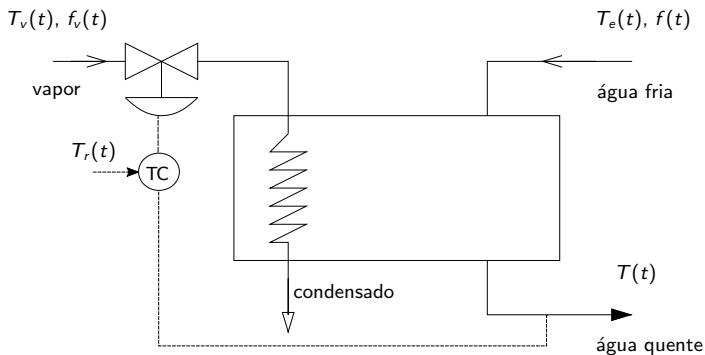 T_v(t), f_v(t)
T_e(t), f(t)
vapor
água fria
T_r(t)
TC
T(t)
condensado
água quente